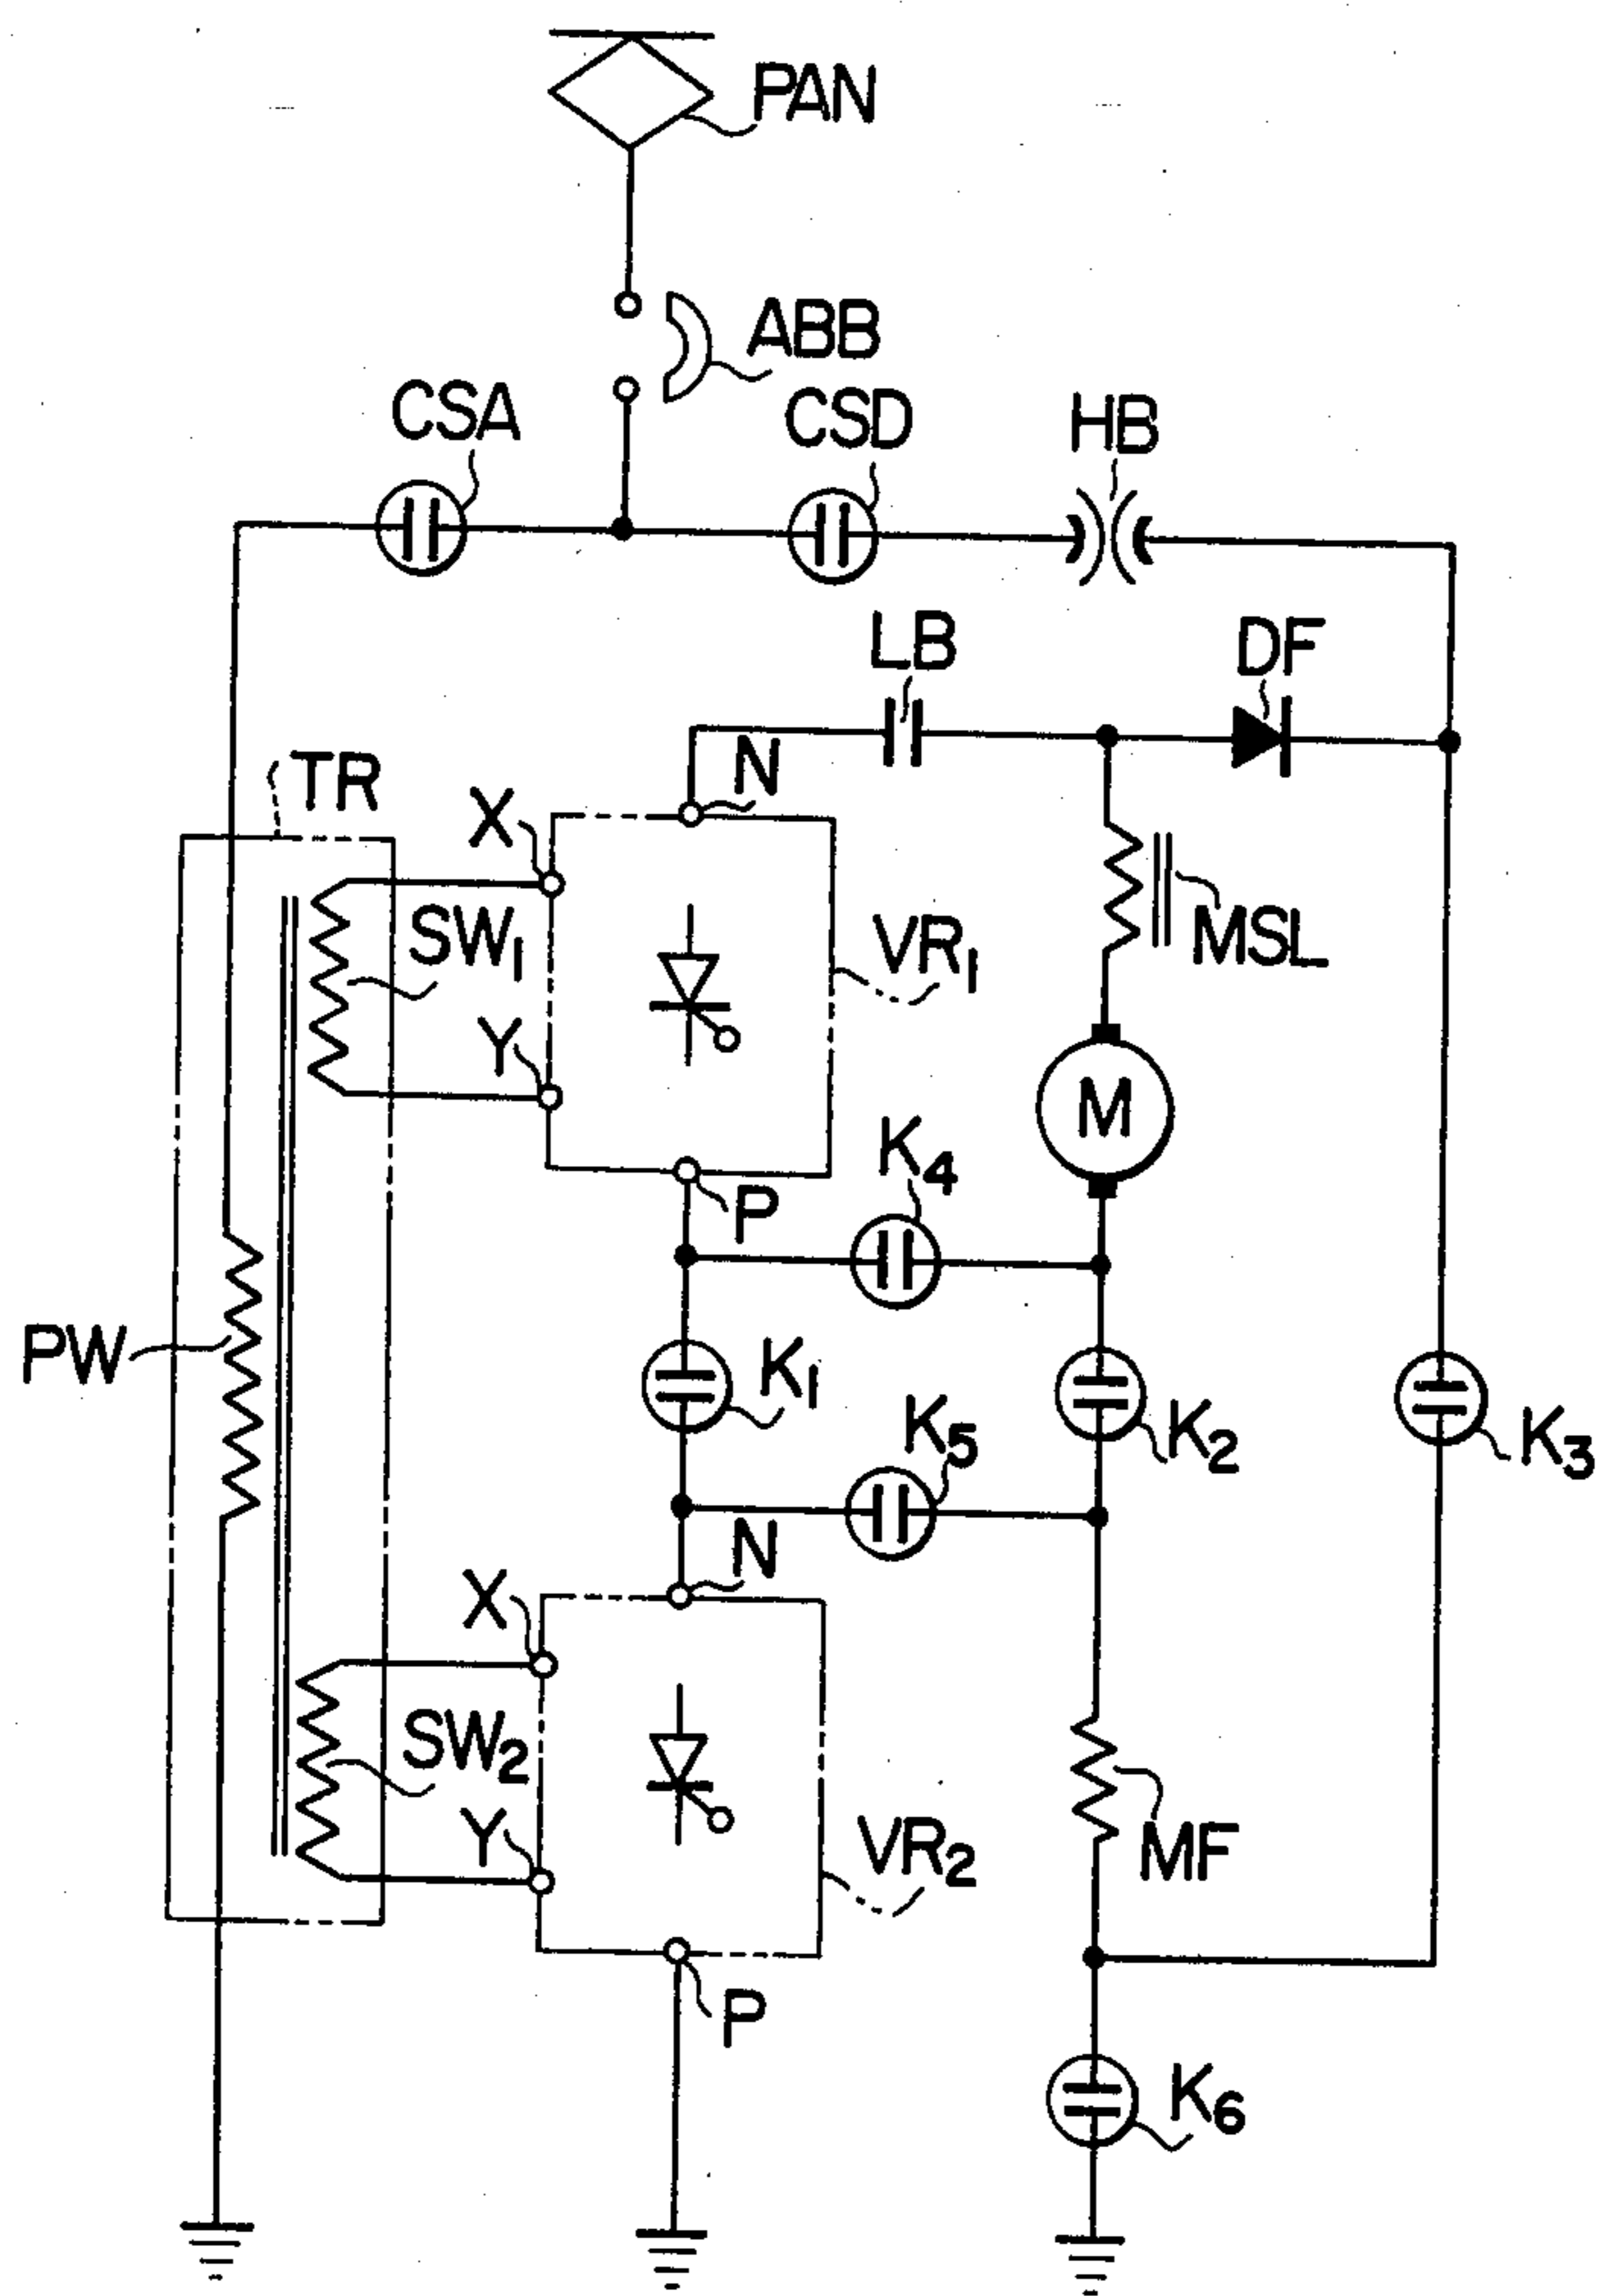 PAN
ABB
CSA
CSD
HB
LB
DF
TR
N
X
SW1
VR1
MSL
Y
M
K4
P
PW
K1
K2
K5
K3
N
X
SW2
Y
VR2
MF
P
K6